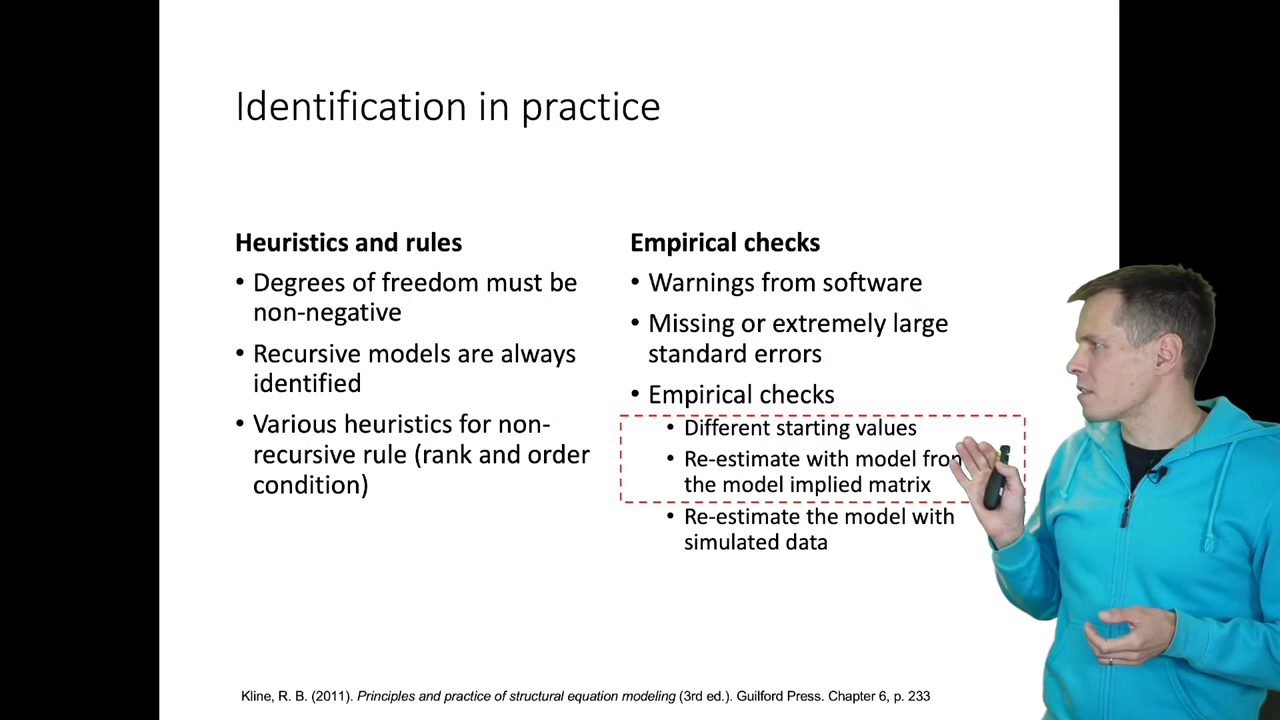 Identification in practice
Heuristics and rules
• Degrees of freedom must be
non-negative
• Recursive models are always
identified
• Various heuristics for non-
recursive rule (rank and order
condition)
Empirical checks
• Warnings from software
• Missing or extremely large
standard errors
• Empirical checks
• Different starting values
• Re-estimate with model from
the model implied matrix
• Re-estimate the model with
simulated data
Kline, R. B. (2011). Principles and practice of structural equation modeling (3rd ed.). Guilford Press. Chapter 6, p. 233